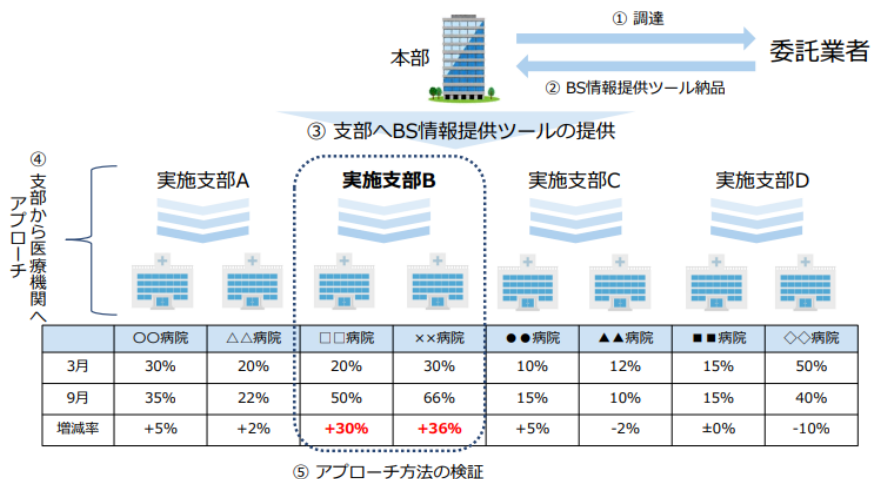 ① 調達
本部
委託業者
② BS情報提供ツール納品
③ 支部へBS情報提供ツールの提供
④支部から医療機関へ
アプローチ
実施支部A 実施支部B 実施支部C 実施支部D
〇〇病院 △△病院 □□病院 ××病院 ●●病院 ▲▲病院 ■■病院 ◇◇病院
3月 30% 20% 20% 30% 10% 12% 15% 50%
9月 35% 22% 50% 66% 15% 10% 15% 40%
増減率 +5% +2% +30% +36% +5% -2% ±0% -10%
⑤ アプローチ方法の検証